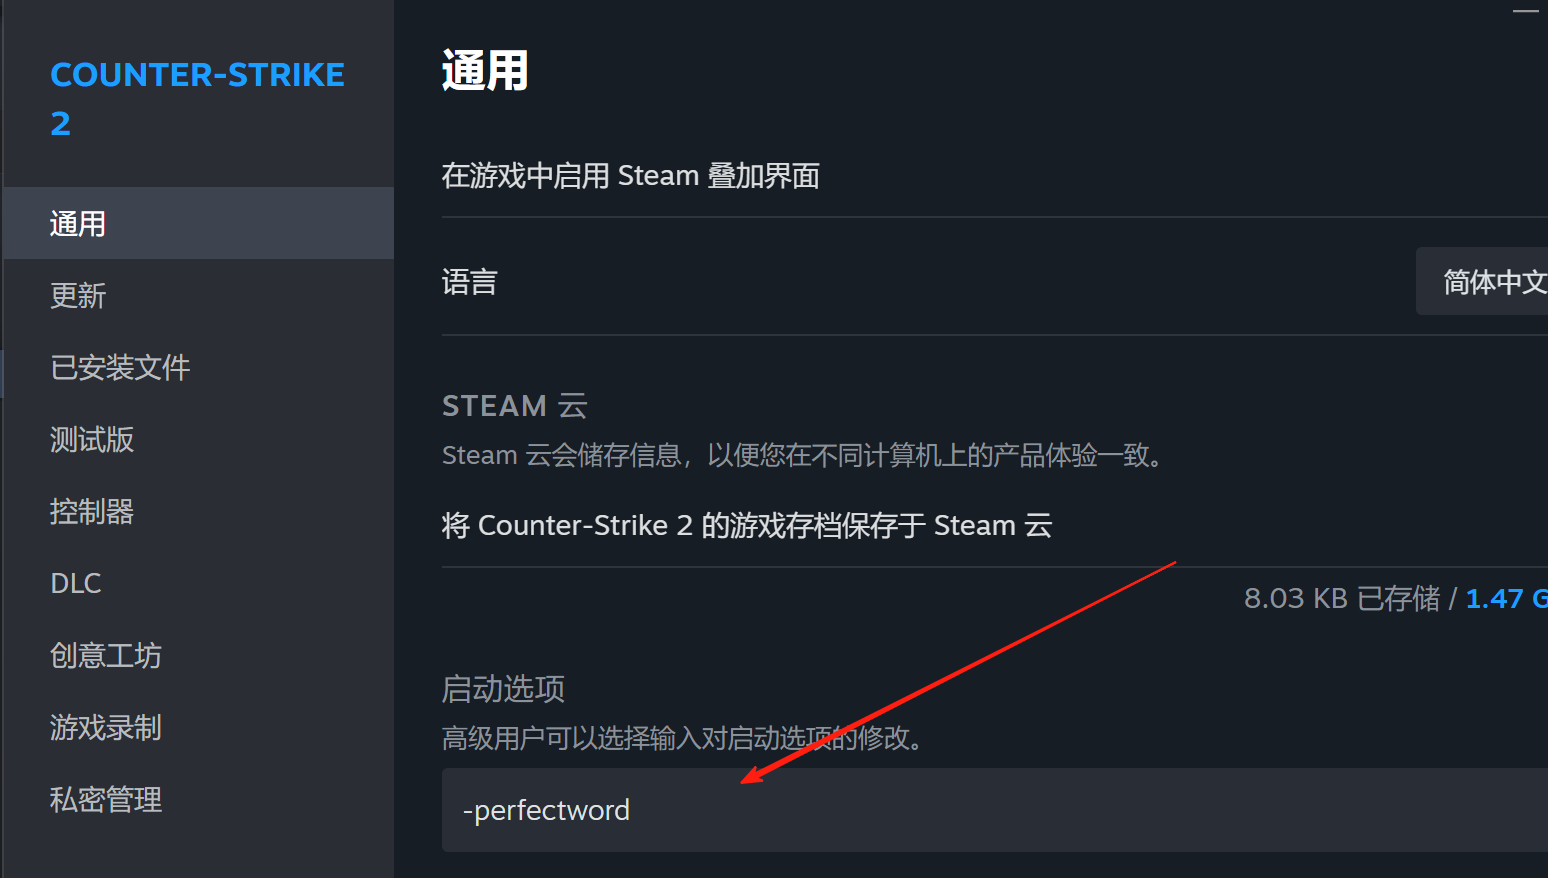 COUNTER-STRIKE
2
通用
更新
已安装文件
测试版
控制器
DLC
创意工坊
游戏录制
私密管理
通用
在游戏中启用 Steam 叠加界面
语言
简体中文
STEAM 云
Steam 云会储存信息，以便您在不同计算机上的产品体验一致。
将 Counter-Strike 2 的游戏存档保存于 Steam 云
8.03 KB 已存储 / 1.47 G
启动选项
高级用户可以选择输入对启动选项的修改。
-perfectword